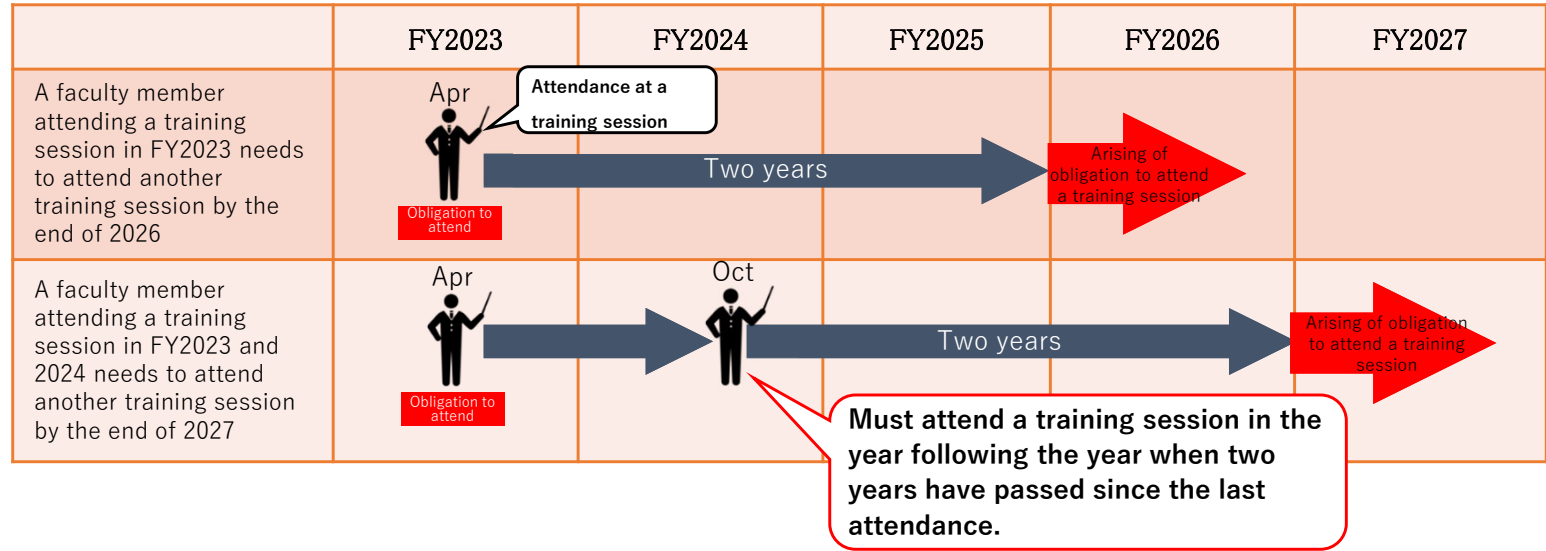 FY2023
FY2024
FY2025
FY2026
FY2027
A faculty member
attending a training
session in FY2023 needs
to attend another
training session by the
end of 2026
Apr
Attendance at a
training session
Obligation to
attend
Two years
Arising of
obligation to attend
a training session
A faculty member
attending a training
session in FY2023 and
2024 needs to attend
another training session
by the end of 2027
Apr
Obligation to
attend
Oct
Two years
Arising of obligation
to attend a training
session
Must attend a training session in the
year following the year when two
years have passed since the last
attendance.